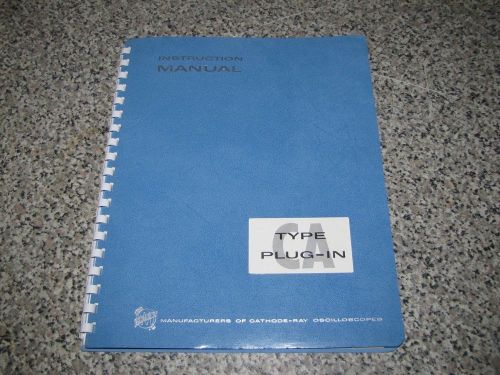 INSTRUCTION
MANUAL
CA
TYPE
PLUG-IN
MANUFACTURERS OF CATHODE-RAY OSCILLOSCOPES